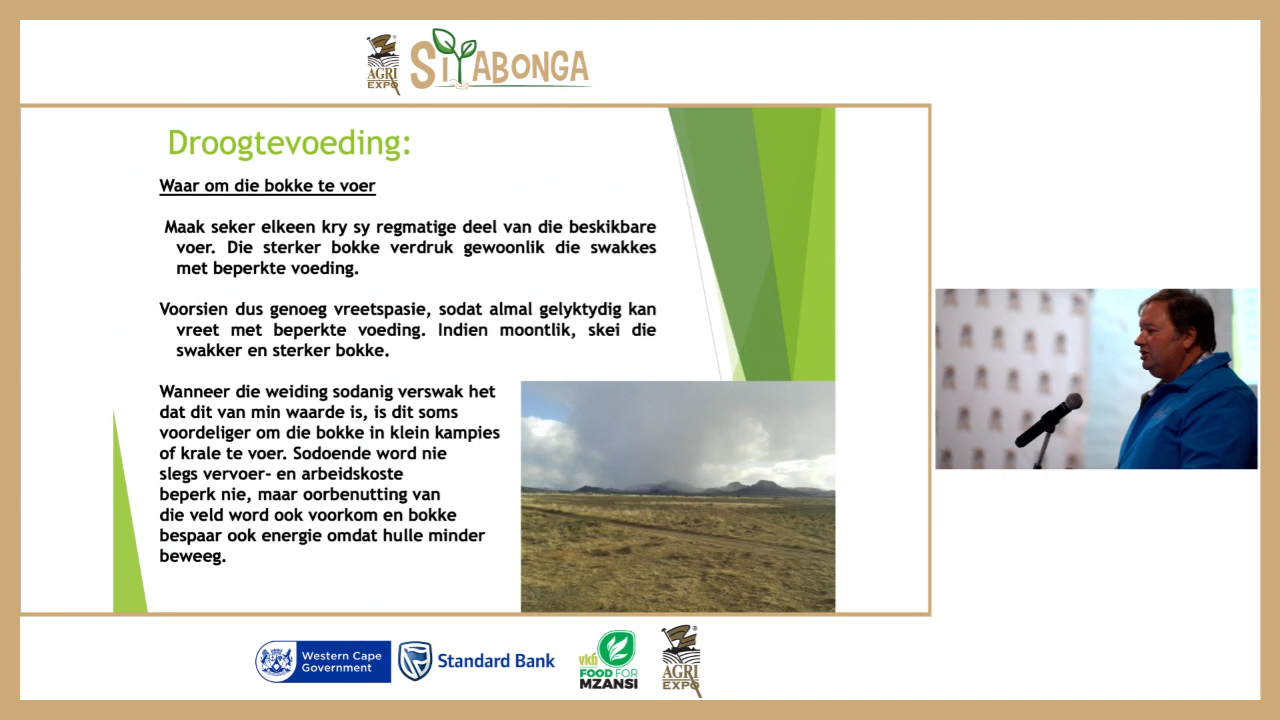 AGRI
EXPO
SIYABONGA
Droogtevoeding:
Waar om die bokke te voer
Maak seker elkeen kry sy regmatige deel van die beskikbare
voer. Die sterker bokke verdruk gewoonlik die swakkes
met beperkte voeding.
Voorsien dus genoeg vreetspasie, sodat almal gelyktydig kan
vreet met beperkte voeding. Indien moontlik, skei die
swakker en sterker bokke.
Wanneer die weiding sodanig verswak het
dat dit van min waarde is, is dit soms
voordeliger om die bokke in klein kampies
of krale te voer. Sodoende word nie
slegs vervoer- en arbeidskoste
beperk nie, maar oorbenutting van
die veld word ook voorkom en bokke
bespaar ook energie omdat hulle minder
beweeg.
Western Cape
Government
Standard Bank
vkb
FOOD FOR
MZANSI
AGRI
EXPO